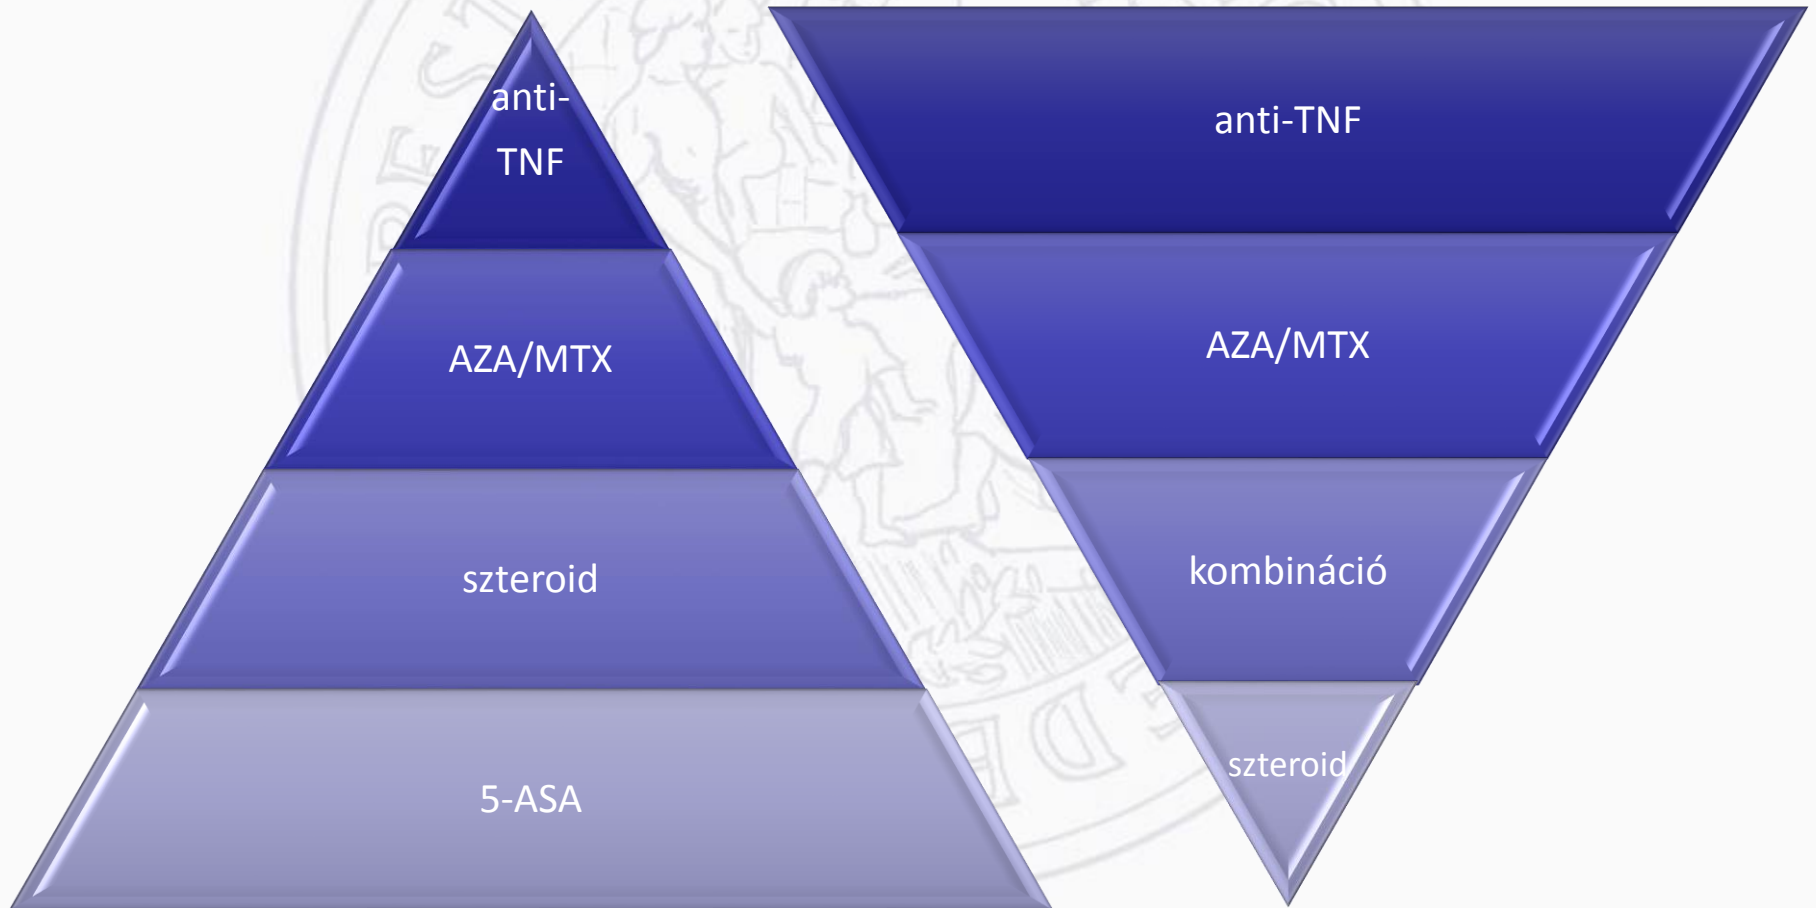 anti-
TNF
AZA/MTX
szteroid
5-ASA
anti-TNF
AZA/MTX
kombináció
szteroid